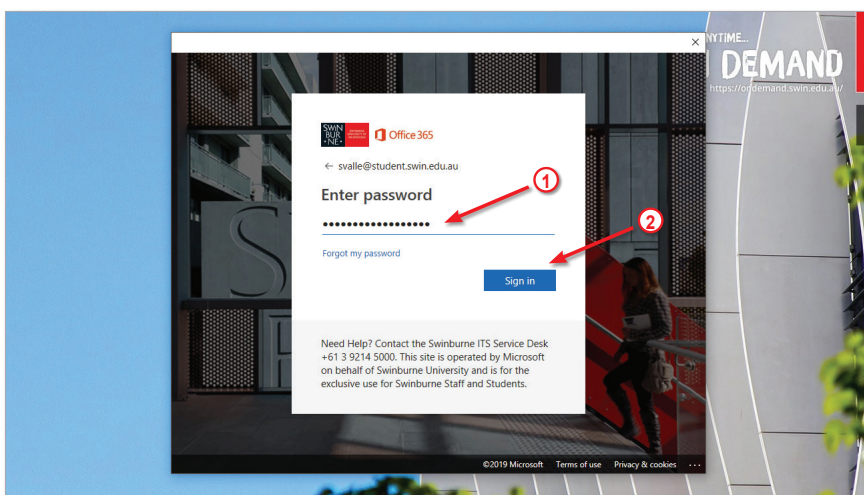 NYTIME...
DEMAND
https://ondemand.swin.edu.au/
SWIN
BUR
• NE •
Office 365
← svalle@student.swin.edu.au
Enter password
1
••••••••••••••••••
2
Forgot my password
Sign in
Need Help? Contact the Swinburne ITS Service Desk
+61 3 9214 5000. This site is operated by Microsoft
on behalf of Swinburne University and is for the
exclusive use for Swinburne Staff and Students.
©2019 Microsoft Terms of use Privacy & cookies ...